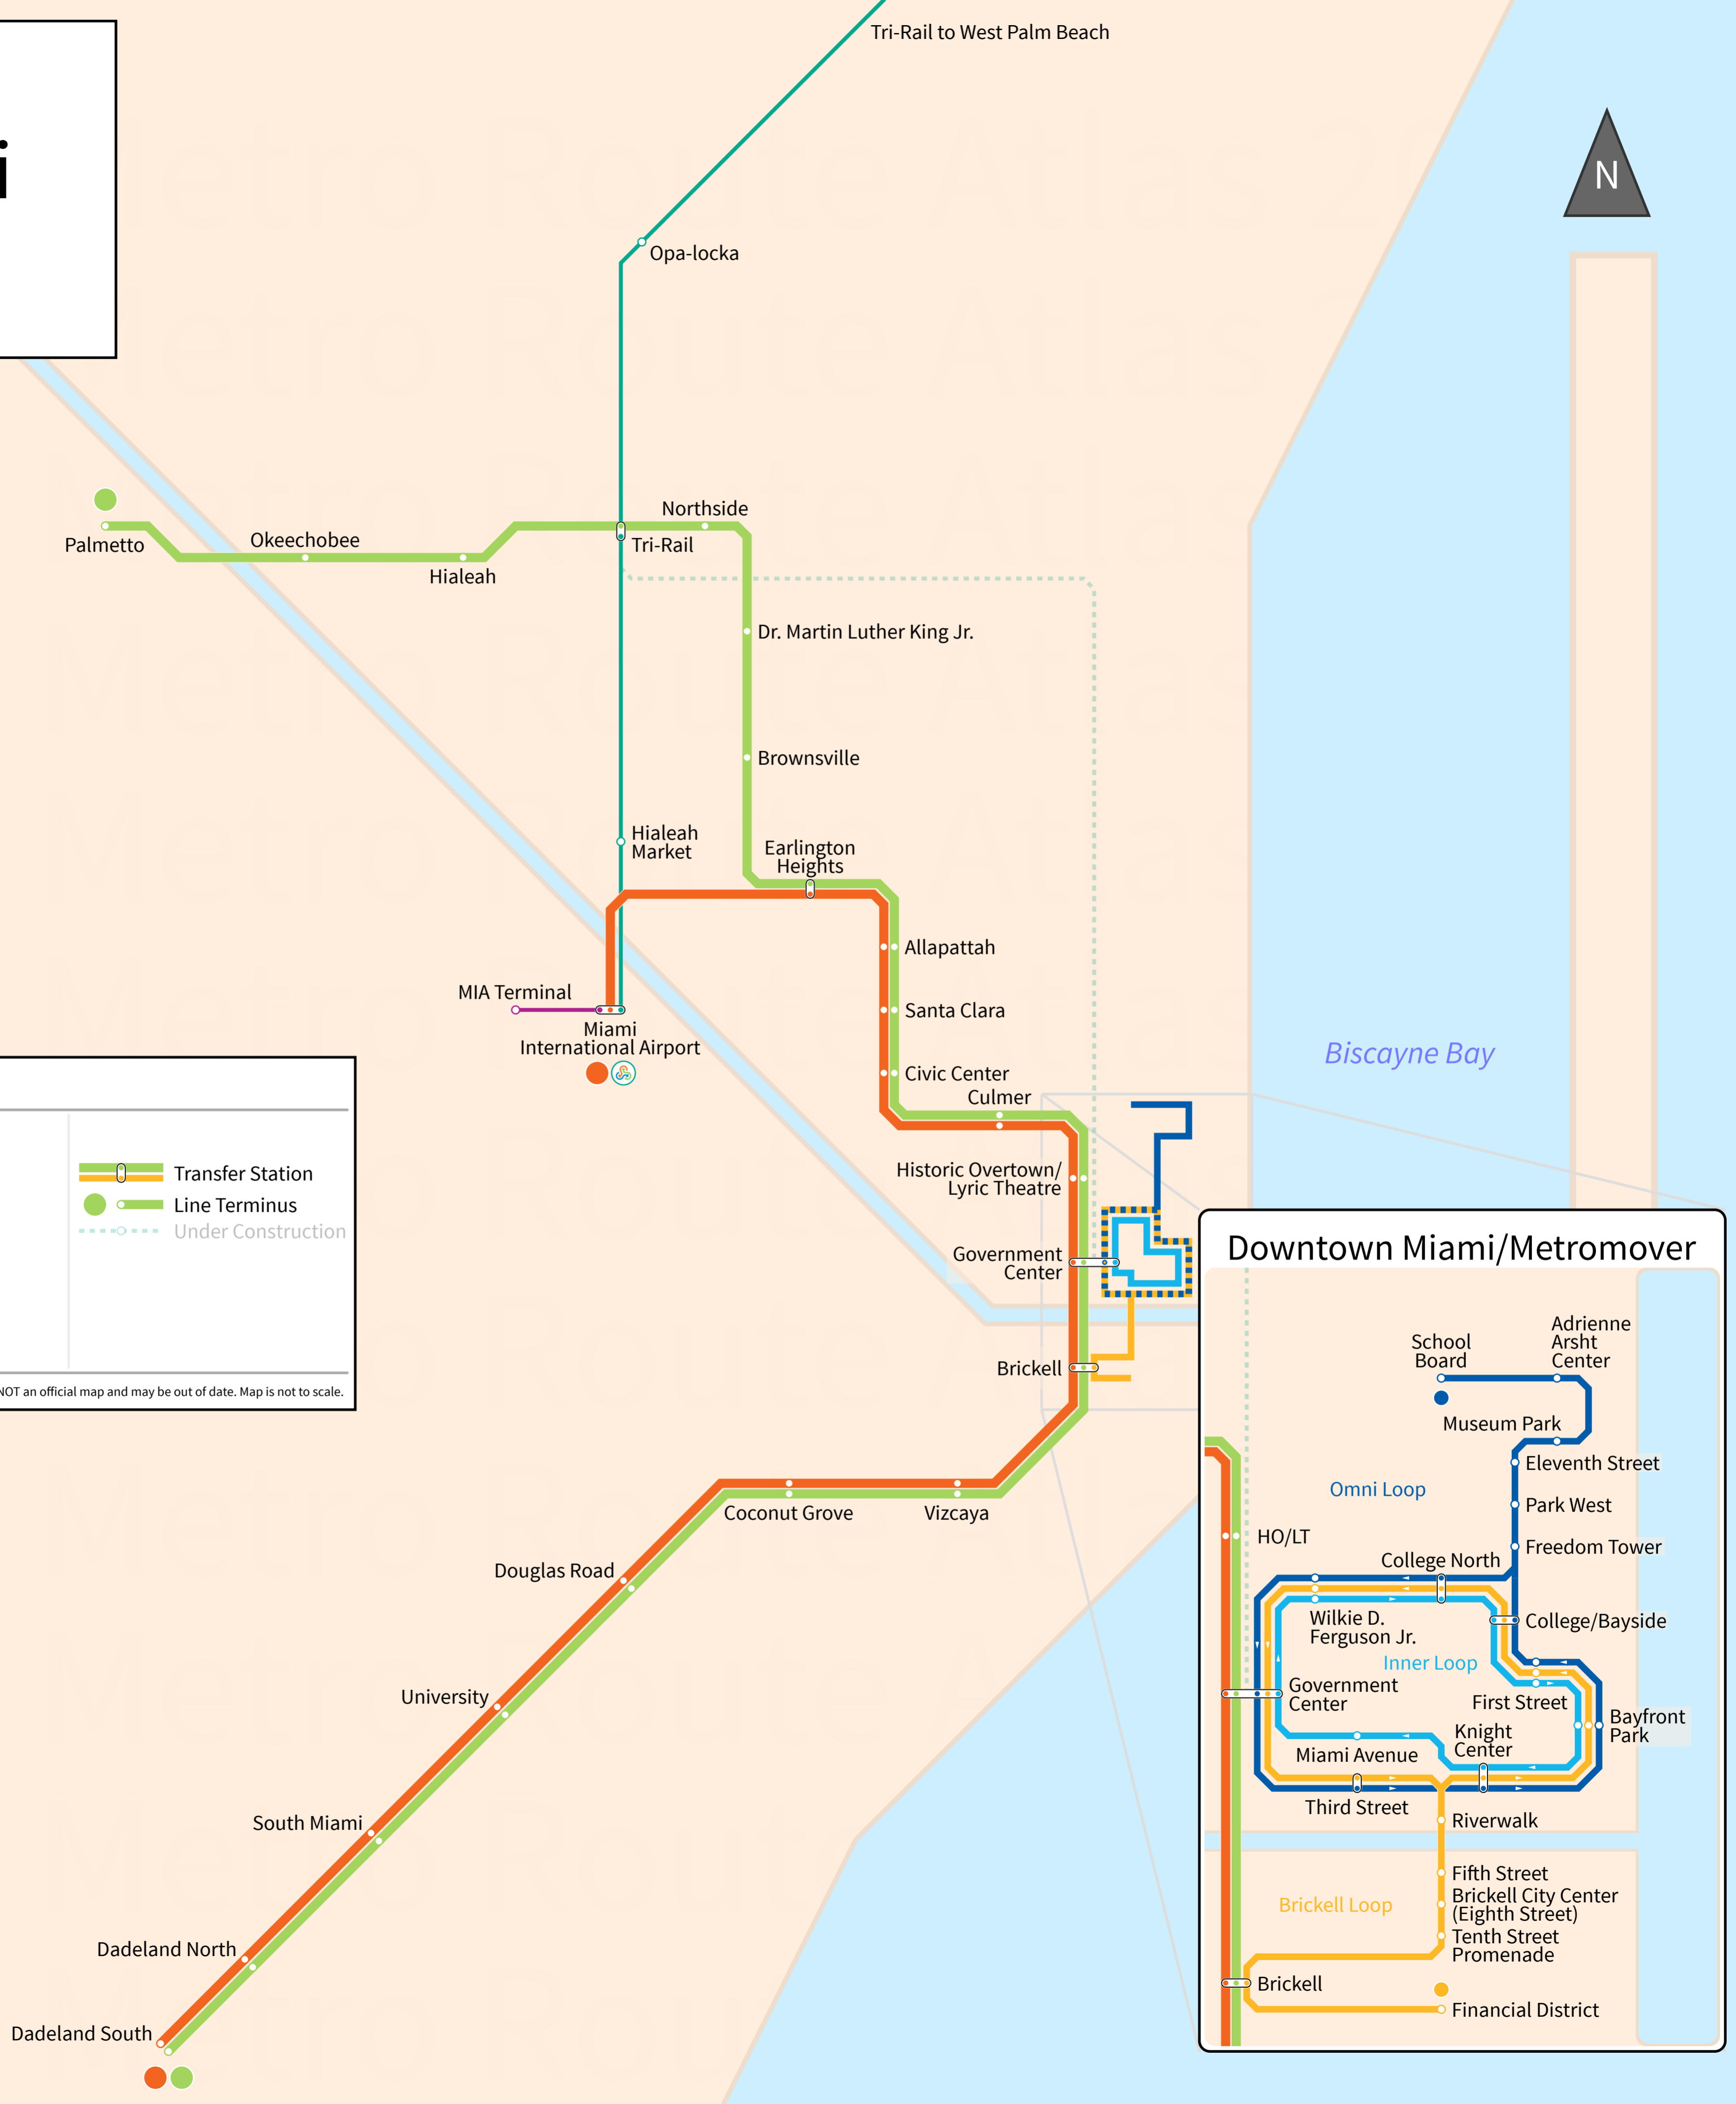 Tri-Rail to West Palm Beach
i
N
Opa-locka
Northside
Okeechobee
Palmetto
Tri-Rail
Hialeah
Dr. Martin Luther King Jr.
Brownsville
Hialeah
Market
Earlington
Heights
Allapattah
MIA Terminal
Santa Clara
Miami
International Airport
Biscayne Bay
Civic Center
Culmer
Transfer Station
Line Terminus
Under Construction
NOT an official map and may be out of date. Map is not to scale.
Historic Overtown/
Lyric Theatre
Government
Center
Brickell
Coconut Grove
Vizcaya
Douglas Road
University
South Miami
Dadeland North
Dadeland South
Downtown Miami/Metromover
School
Board
Adrienne
Arsht
Center
Museum Park
Eleventh Street
Omni Loop
Park West
HO/LT
Freedom Tower
College North
Wilkie D.
Ferguson Jr.
College/Bayside
Inner Loop
Government
Center
First Street
Bayfront
Park
Knight
Center
Miami Avenue
Third Street
Riverwalk
Fifth Street
Brickell Loop
Brickell City Center
(Eighth Street)
Tenth Street
Promenade
Brickell
Financial District